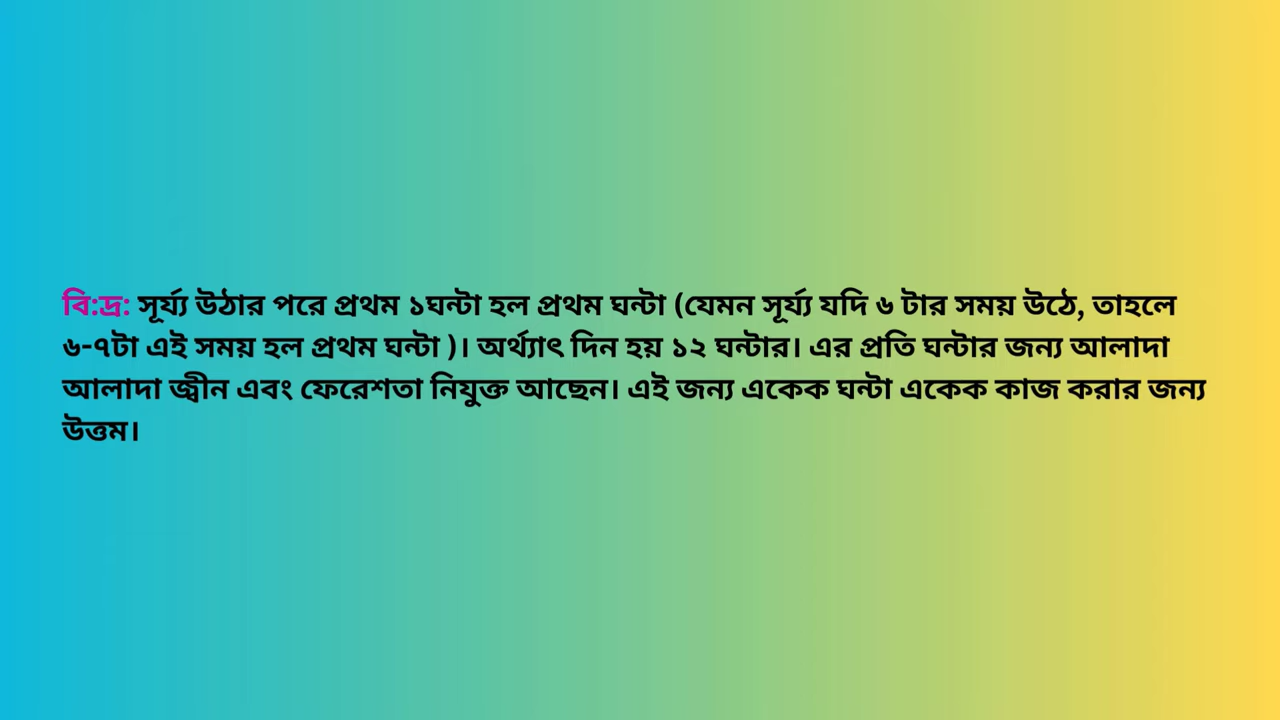 বি:দ্র: সূর্য্য উঠার পরে প্রথম ১ঘন্টা হল প্রথম ঘন্টা (যেমন সূর্য্য যদি ৬ টার সময় উঠে, তাহলে
৬-৭টা এই সময় হল প্রথম ঘন্টা )। অর্থ্যাৎ দিন হয় ১২ ঘন্টার। এর প্রতি ঘন্টার জন্য আলাদা
আলাদা জ্বীন এবং ফেরেশতা নিযুক্ত আছেন। এই জন্য একেক ঘন্টা একেক কাজ করার জন্য
উত্তম।